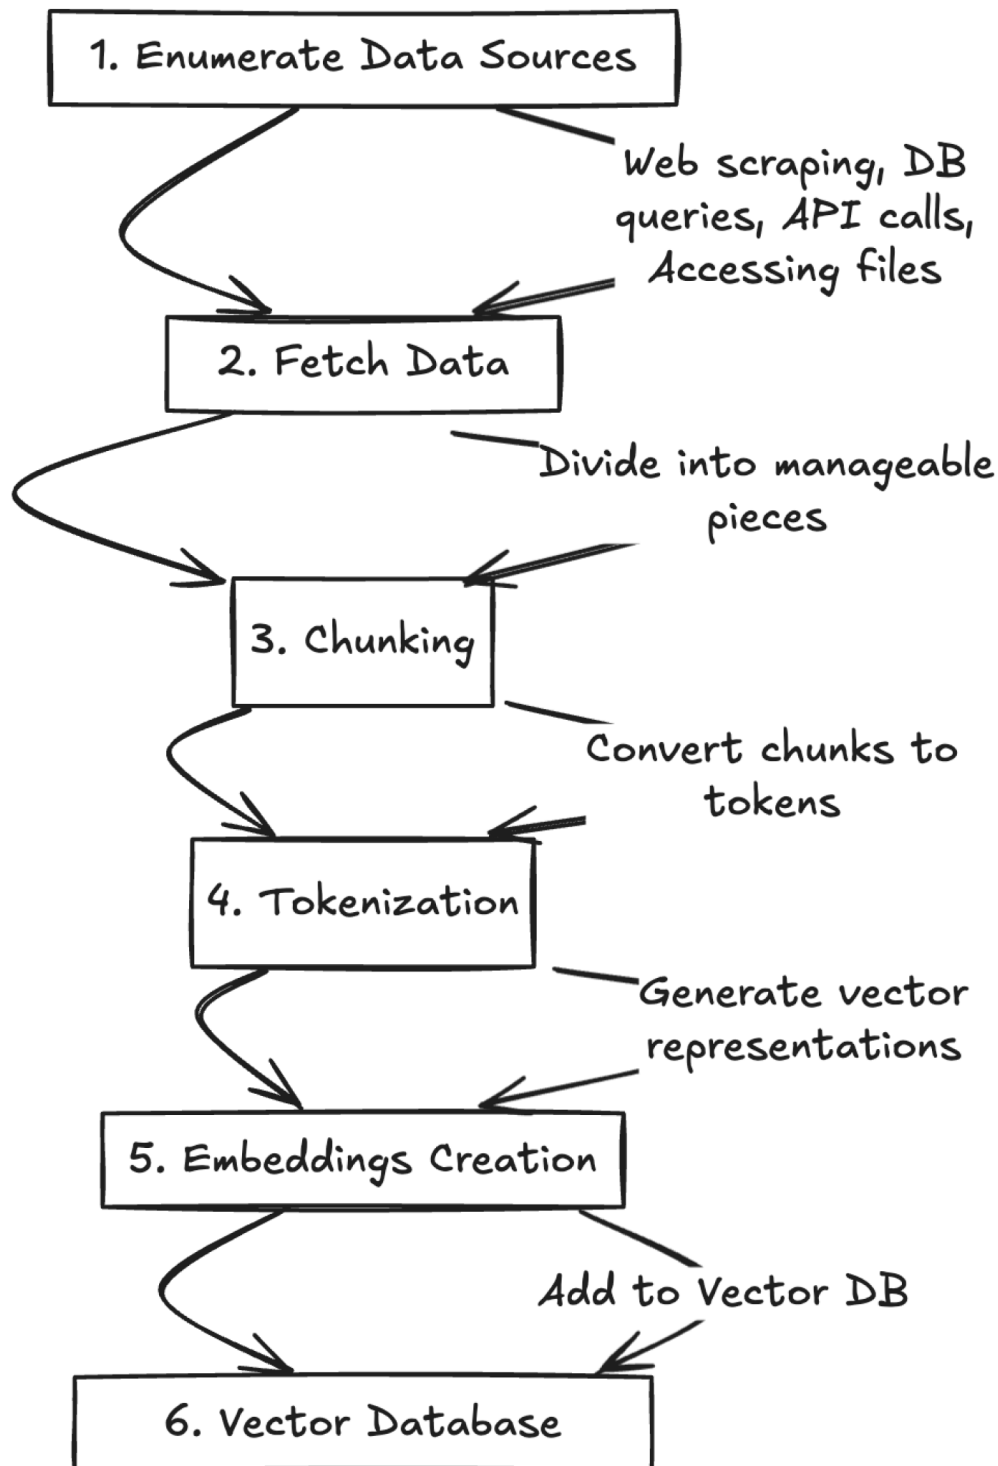 1. Enumerate Data Sources
Web scraping, DB
queries, API calls,
Accessing files
2. Fetch Data
Divide into manageable
pieces
3. Chunking
Convert chunks to
tokens
4. Tokenization
Generate vector
representations
5. Embeddings Creation
Add to Vector DB
6. Vector Database